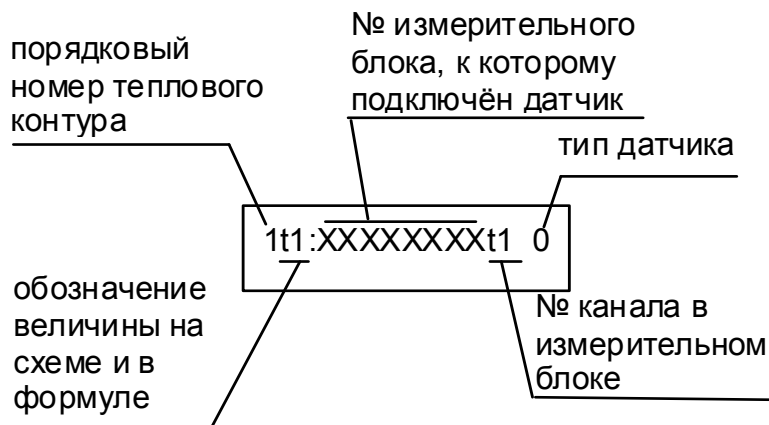 порядковый
номер теплового
контура
№ измерительного
блока, к которому
подключён датчик
тип датчика
1t1:XXXXXXXXt1 0
обозначение
величины на
схеме и в
формуле
№ канала в
измерительном
блоке